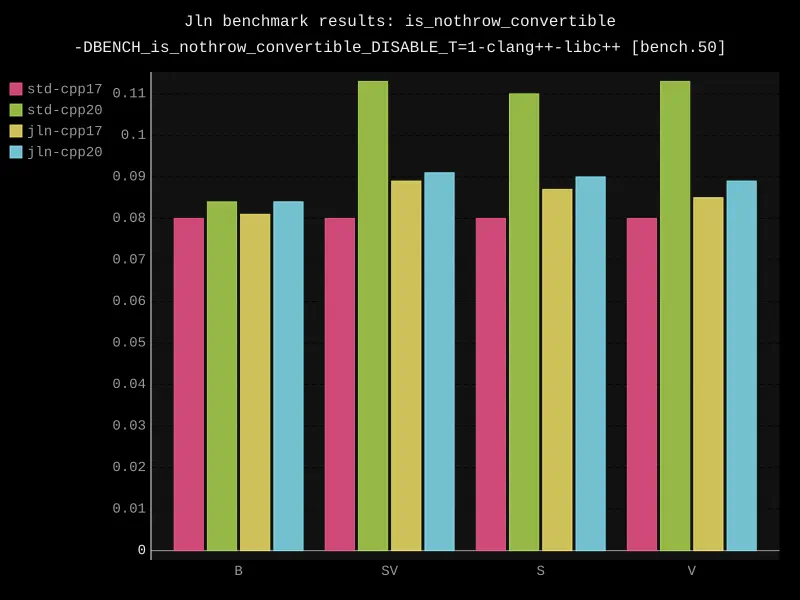 Jln benchmark results: is_nothrow_convertible
-DBENCH_is_nothrow_convertible_DISABLE_T=1-clang++-libc++ [bench.50]
std-cpp17
std-cpp20
jln-cpp17
jln-cpp20
0.11
0.1
0.09
0.08
0.07
0.06
0.05
0.04
0.03
0.02
0.01
0
B SV S V